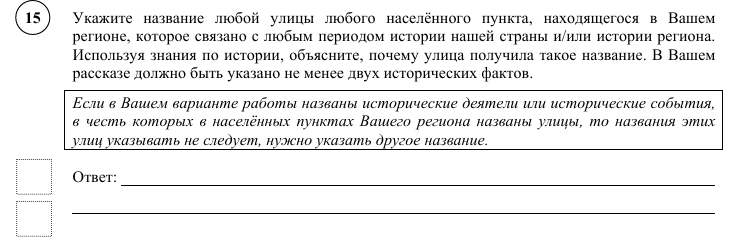 15 Укажите название любой улицы любого населённого пункта, находящегося в Вашем
регионе, которое связано с любым периодом истории нашей страны и/или истории региона.
Используя знания по истории, объясните, почему улица получила такое название. В Вашем
рассказе должно быть указано не менее двух исторических фактов.
Если в Вашем варианте работы названы исторические деятели или исторические события,
в честь которых в населённых пунктах Вашего региона названы улицы, то названия этих
улиц указывать не следует, нужно указать другое название.
Ответ: